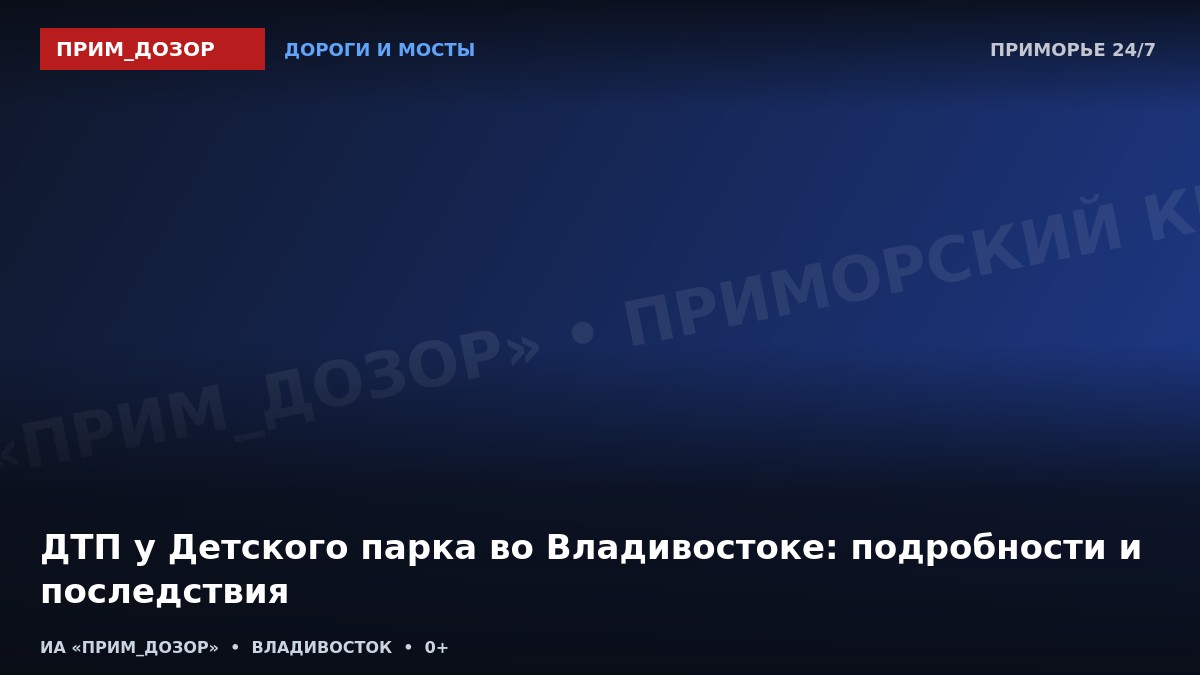 ПРИМ_ДОЗОР
ДОРОГИ И МОСТЫ
ПРИМОРЬЕ 24/7
«ПРИМ_ДОЗОР» • ПРИМОРСКИЙ
ДТП у Детского парка во Владивостоке: подробности и
последствия
ИА «ПРИМ_ДОЗОР» • ВЛАДИВОСТОК • 0+